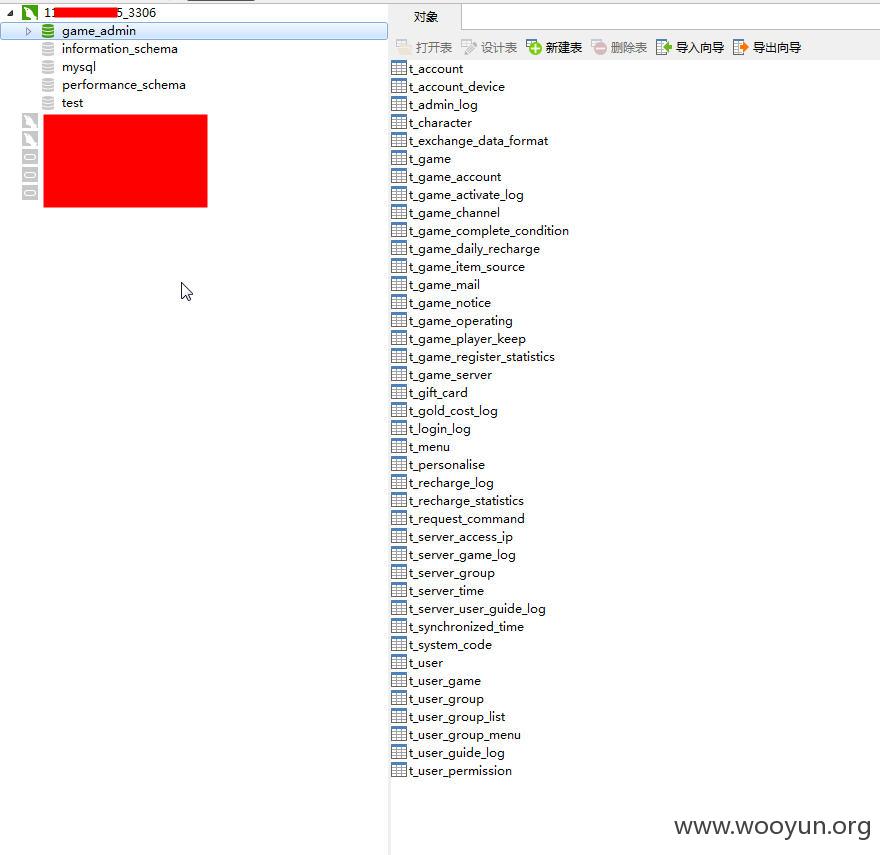 11 5_3306
game_admin
information_schema
mysql
performance_schema
test
对象
打开表 设计表 新建表 删除表 导入向导 导出向导
t_account
t_account_device
t_admin_log
t_character
t_exchange_data_format
t_game
t_game_account
t_game_activate_log
t_game_channel
t_game_complete_condition
t_game_daily_recharge
t_game_item_source
t_game_mail
t_game_notice
t_game_operating
t_game_player_keep
t_game_register_statistics
t_game_server
t_gift_card
t_gold_cost_log
t_login_log
t_menu
t_personalise
t_recharge_log
t_recharge_statistics
t_request_command
t_server_access_ip
t_server_game_log
t_server_group
t_server_time
t_server_user_guide_log
t_synchronized_time
t_system_code
t_user
t_user_game
t_user_group
t_user_group_list
t_user_group_menu
t_user_guide_log
t_user_permission
www.wooyun.org